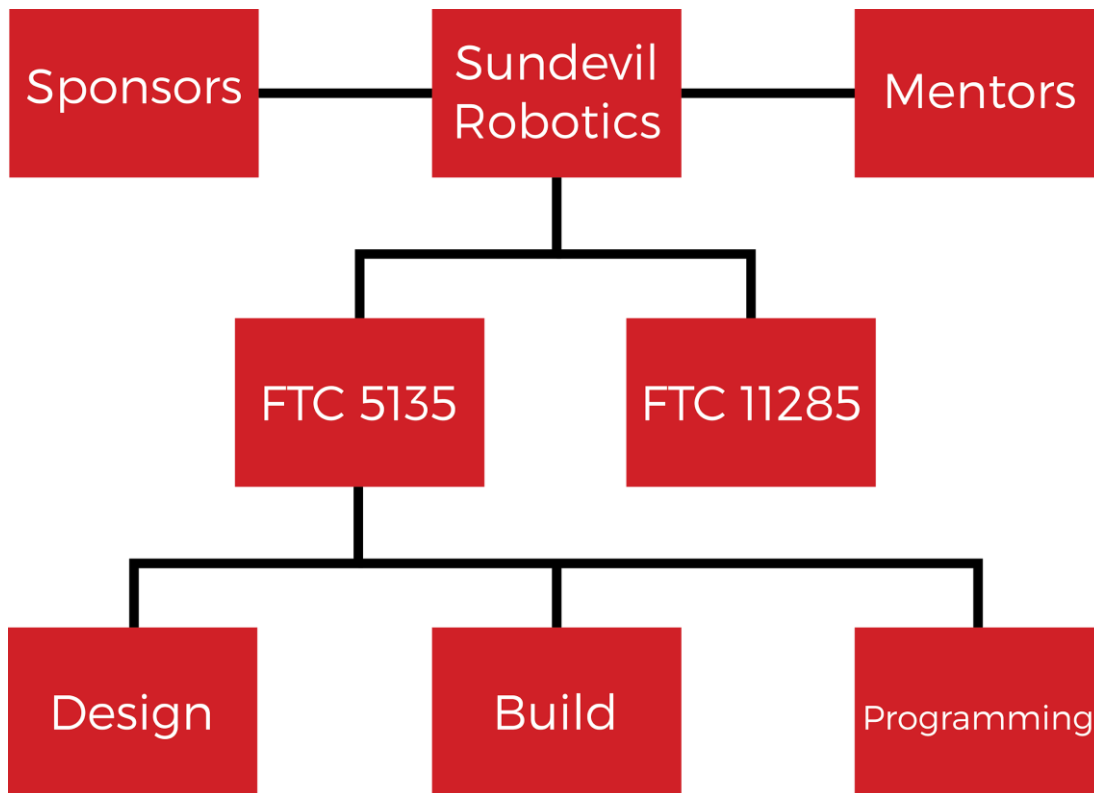 Sponsors
Sundevil
Robotics
Mentors
FTC 5135
FTC 11285
Design
Build
Programming